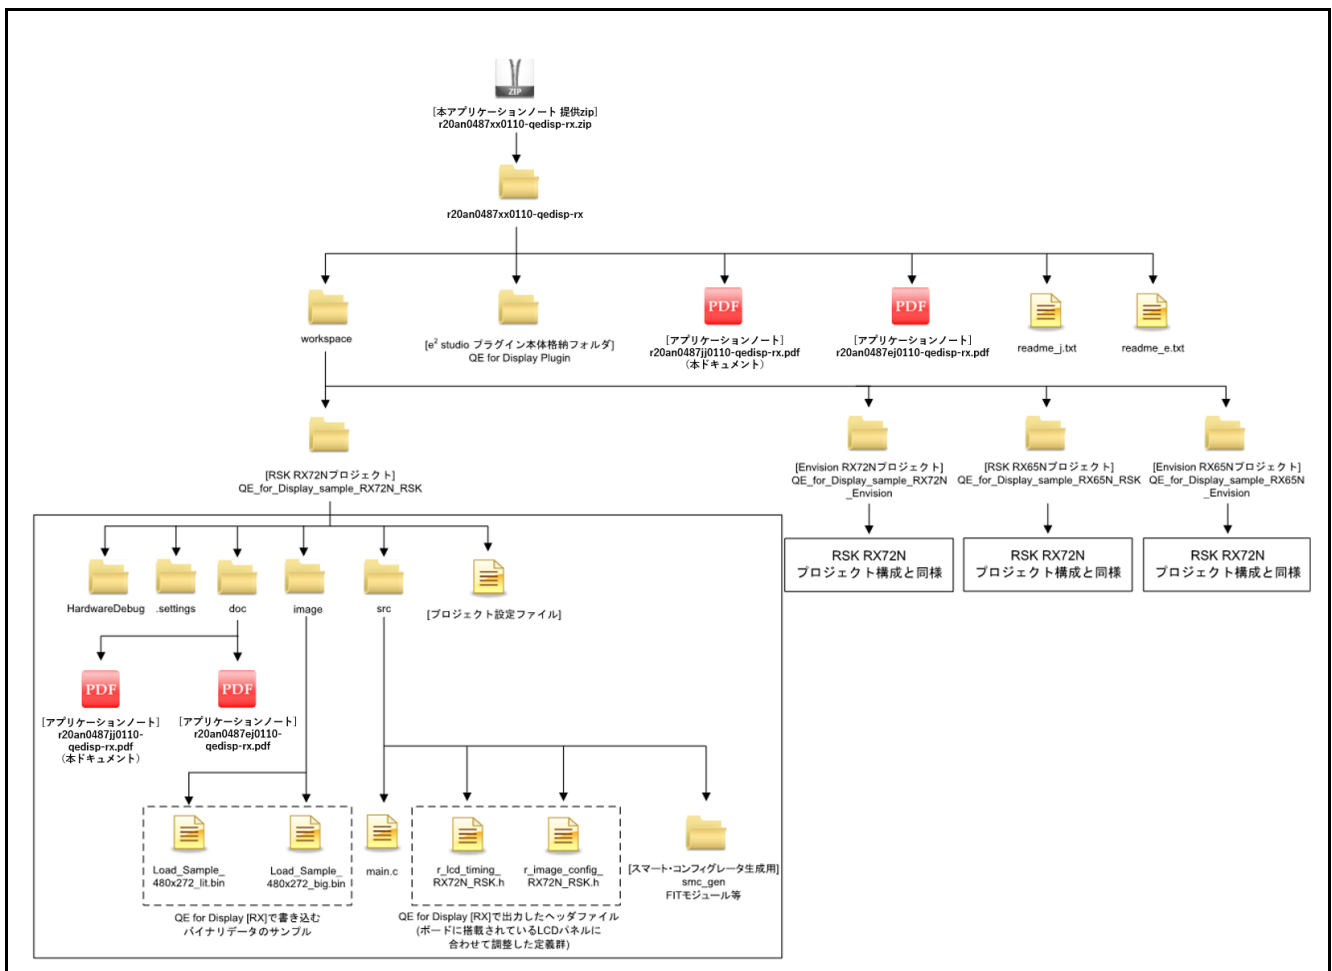 ZIP
[本アプリケーションノート 提供zip]
r20an0487xx0110-qedisp-rx.zip
r20an0487xx0110-qedisp-rx
workspace
[e² studio プラグイン本体格納フォルダ]
QE for Display Plugin
PDF
[アプリケーションノート]
r20an0487jj0110-qedisp-rx.pdf
(本ドキュメント)
PDF
[アプリケーションノート]
r20an0487ej0110-qedisp-rx.pdf
readme_j.txt
readme_e.txt
[RSK RX72Nプロジェクト]
QE_for_Display_sample_RX72N_RSK
[Envision RX72Nプロジェクト]
QE_for_Display_sample_RX72N
_Envision
[RSK RX65Nプロジェクト]
QE_for_Display_sample_RX65N_RSK
[Envision RX65Nプロジェクト]
QE_for_Display_sample_RX65N
_Envision
RSK RX72N
プロジェクト構成と同様
RSK RX72N
プロジェクト構成と同様
RSK RX72N
プロジェクト構成と同様
HardwareDebug
.settings
doc
image
src
[プロジェクト設定ファイル]
PDF
[アプリケーションノート]
r20an0487jj0110-
qedisp-rx.pdf
(本ドキュメント)
PDF
[アプリケーションノート]
r20an0487ej0110-
qedisp-rx.pdf
Load_Sample_
480x272_lit.bin
Load_Sample_
480x272_big.bin
QE for Display [RX]で書き込む
バイナリデータのサンプル
main.c
r_lcd_timing_
RX72N_RSK.h
r_image_config_
RX72N_RSK.h
QE for Display [RX]で出力したヘッダファイル
(ボードに搭載されているLCDパネルに
合わせて調整した定義群)
[スマート・コンフィグレータ生成用]
smc_gen
FITモジュール等